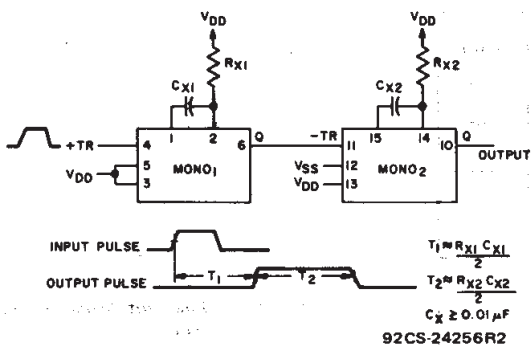 VDD
VDD
RX1
RX2
CX1
CX2
1
2
15
14
+TR
4
6
Q
-TR
11
10
Q
OUTPUT
VDD
5
3
MONO1
VSS
12
VDD
13
MONO2
INPUT PULSE
T1
T2
OUTPUT PULSE
T1 ≈ RX1 CX1
2
T2 ≈ RX2 CX2
2
CX ≥ 0.01 μF
92CS-24256R2